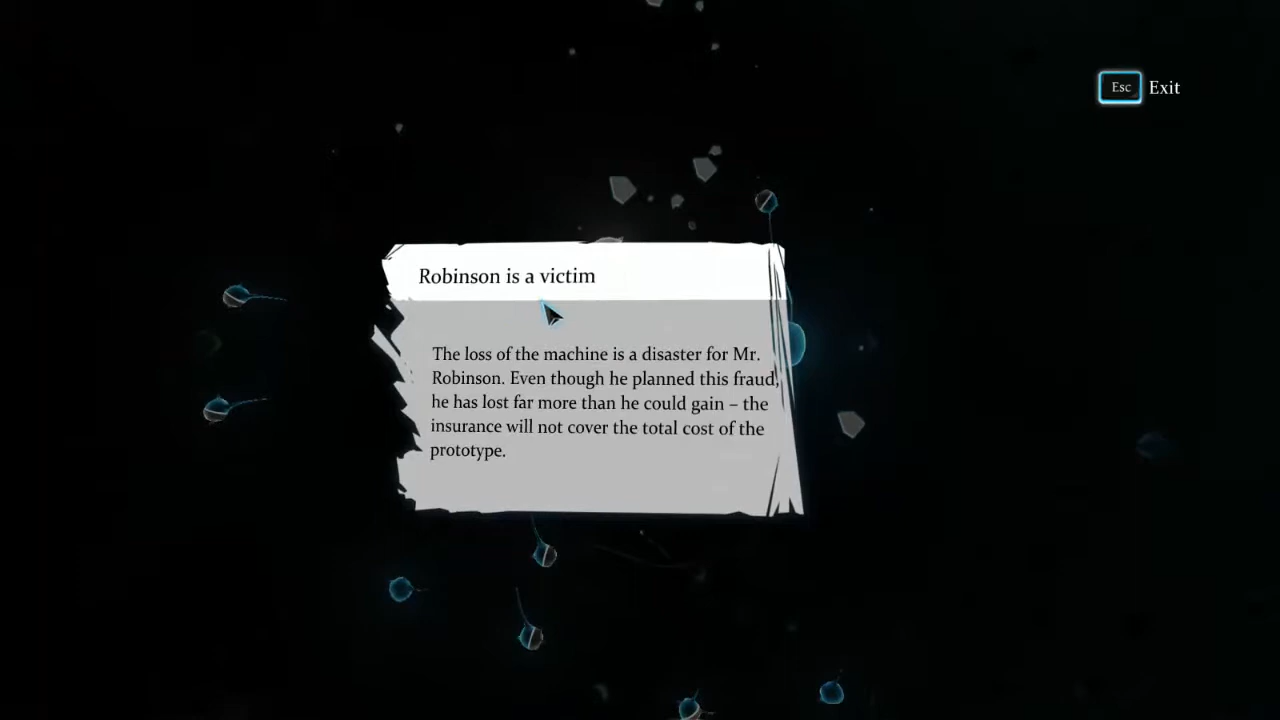 Esc Exit
Robinson is a victim
The loss of the machine is a disaster for Mr.
Robinson. Even though he planned this fraud,
he has lost far more than he could gain – the
insurance will not cover the total cost of the
prototype.